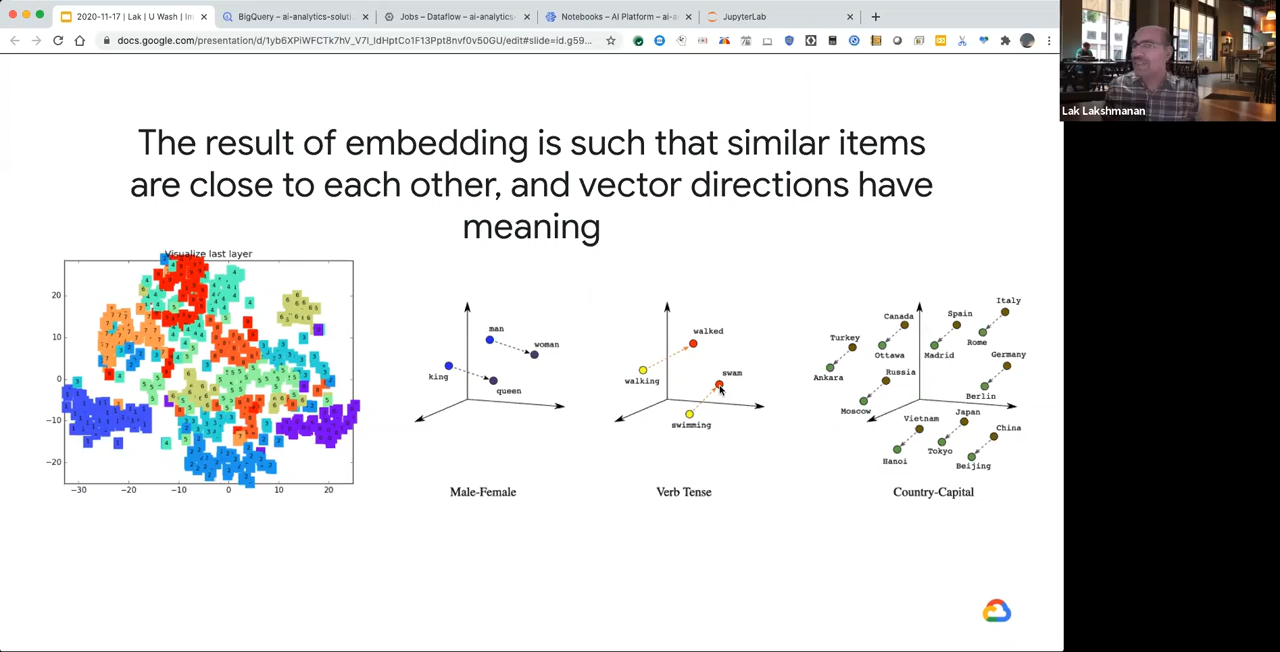 2020-11-17 | Lak | U Wash | Im
BigQuery – ai-analytics-soluti
Jobs – Dataflow – ai-analytics-
Notebooks – AI Platform – ai-a
JupyterLab
docs.google.com/presentation/d/1yb6XPiWFCTk7hV_V7I_IdHptCo1F13Ppt8nvf0v50GU/edit#slide=id.g59...
Lak Lakshmanan
The result of embedding is such that similar items
are close to each other, and vector directions have
meaning
Visualize last layer
20
10
0
−10
−20
−30 −20 −10 0 10 20
man
woman
king
queen
Male-Female
walked
swam
walking
swimming
Verb Tense
Italy
Canada
Spain
Turkey
Rome
Ottawa
Madrid
Germany
Ankara
Russia
Berlin
Moscow
Vietnam
Japan
China
Hanoi
Tokyo
Beijing
Country-Capital